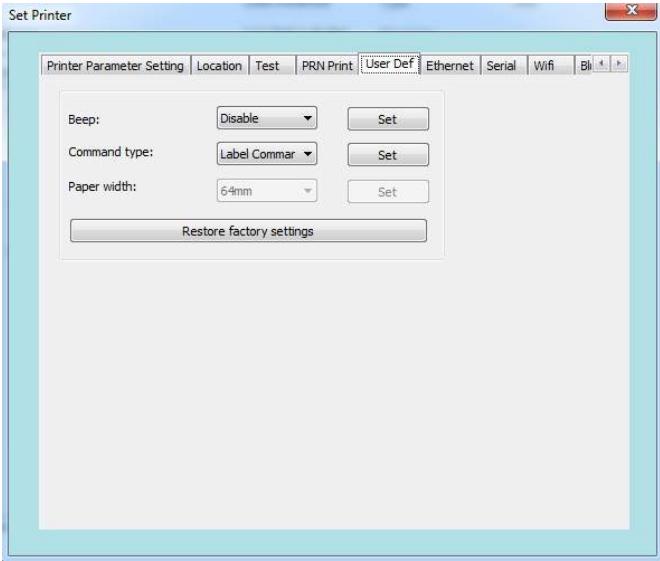 Set Printer
Printer Parameter Setting Location Test PRN Print User Def Ethernet Serial Wifi
Beep: Disable Set
Command type: Label Commar Set
Paper width: 64mm Set
Restore factory settings